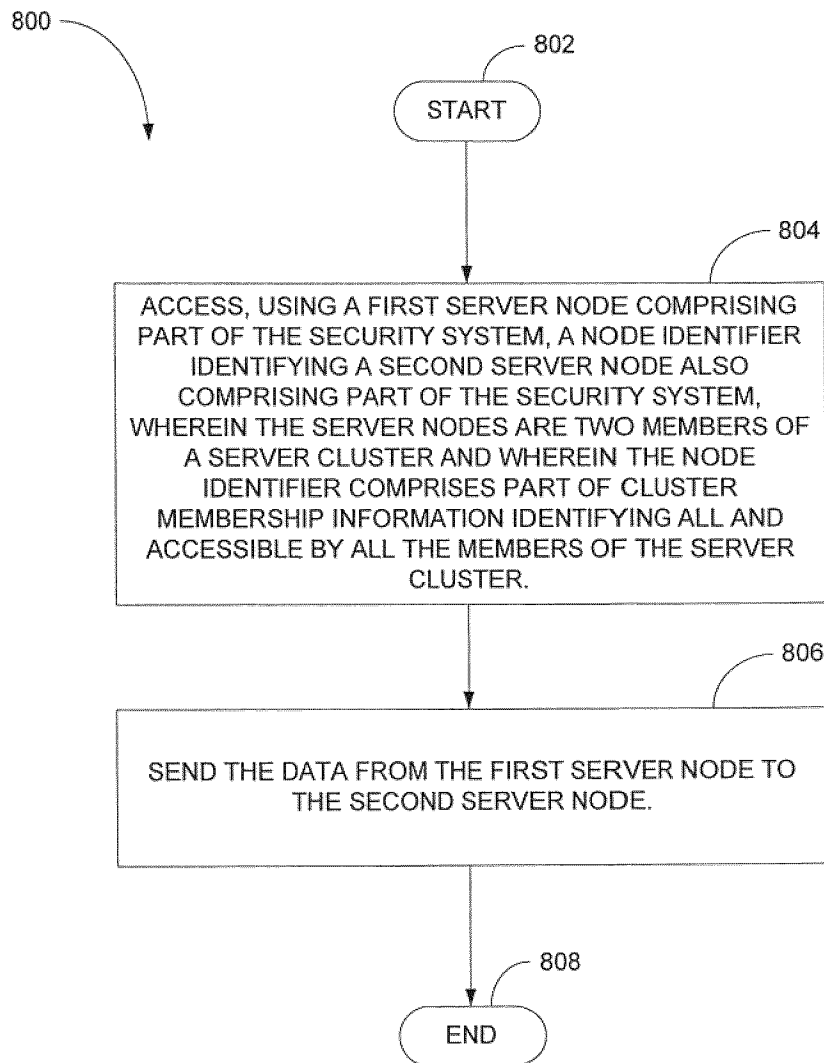 800
802
START
804
ACCESS, USING A FIRST SERVER NODE COMPRISING
PART OF THE SECURITY SYSTEM, A NODE IDENTIFIER
IDENTIFYING A SECOND SERVER NODE ALSO
COMPRISING PART OF THE SECURITY SYSTEM,
WHEREIN THE SERVER NODES ARE TWO MEMBERS OF
A SERVER CLUSTER AND WHEREIN THE NODE
IDENTIFIER COMPRISES PART OF CLUSTER
MEMBERSHIP INFORMATION IDENTIFYING ALL AND
ACCESSIBLE BY ALL THE MEMBERS OF THE SERVER
CLUSTER.
806
SEND THE DATA FROM THE FIRST SERVER NODE TO
THE SECOND SERVER NODE.
808
END